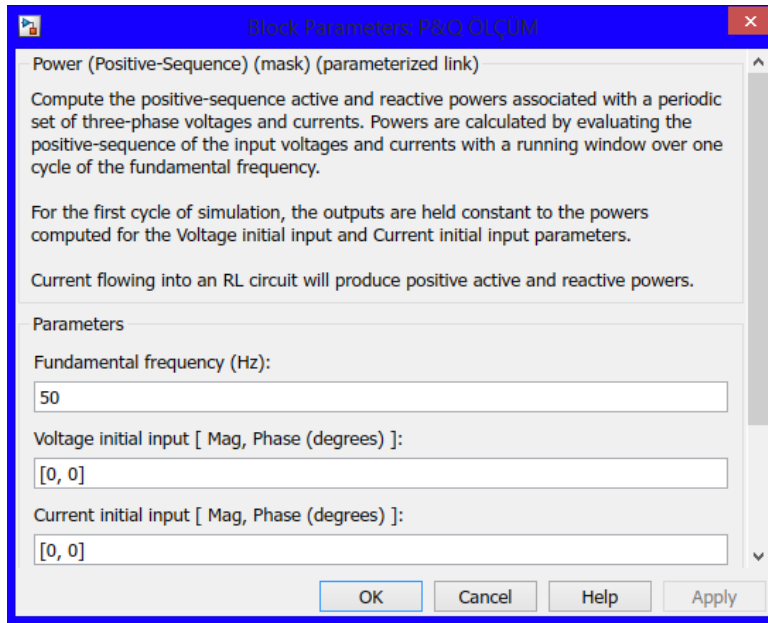 Block Parameters: P&Q ÖLÇÜM
Power (Positive-Sequence) (mask) (parameterized link)
Compute the positive-sequence active and reactive powers associated with a periodic
set of three-phase voltages and currents. Powers are calculated by evaluating the
positive-sequence of the input voltages and currents with a running window over one
cycle of the fundamental frequency.
For the first cycle of simulation, the outputs are held constant to the powers
computed for the Voltage initial input and Current initial input parameters.
Current flowing into an RL circuit will produce positive active and reactive powers.
Parameters
Fundamental frequency (Hz):
50
Voltage initial input [ Mag, Phase (degrees) ]:
[0, 0]
Current initial input [ Mag, Phase (degrees) ]:
[0, 0]
OK Cancel Help Apply